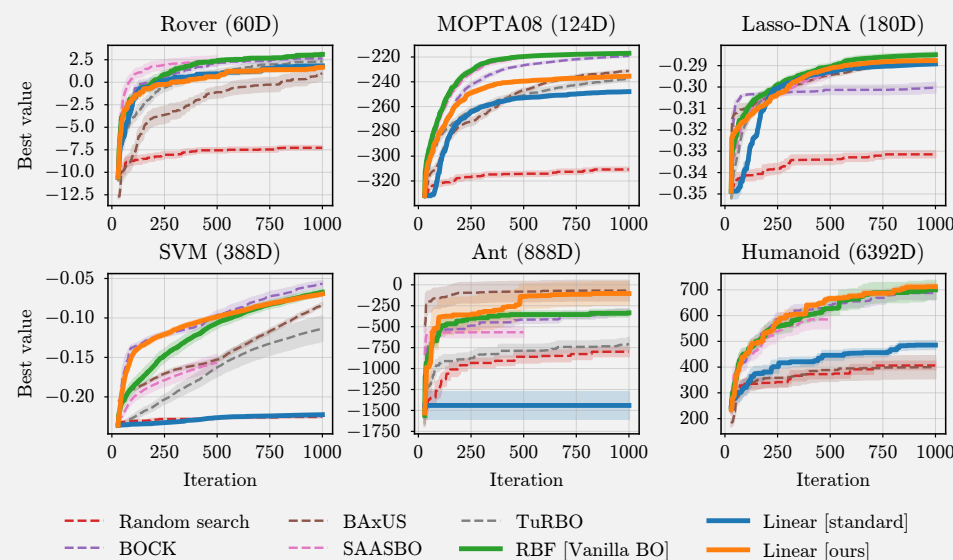 Rover (60D) MOPTA08 (124D) Lasso-DNA (180D)
Best value
2.5
0.0
−2.5
−5.0
−7.5
−10.0
−12.5
0 250 500 750 1000
−220
−240
−260
−280
−300
−320
0 250 500 750 1000
−0.29
−0.30
−0.31
−0.32
−0.33
−0.34
−0.35
0 250 500 750 1000
SVM (388D) Ant (888D) Humanoid (6392D)
Best value
−0.05
−0.10
−0.15
−0.20
0 250 500 750 1000
Iteration
0
−250
−500
−750
−1000
−1250
−1500
−1750
0 250 500 750 1000
Iteration
700
600
500
400
300
200
0 250 500 750 1000
Iteration
Random search BAxUS TuRBO Linear [standard]
BOCK SAASBO RBF [Vanilla BO] Linear [ours]